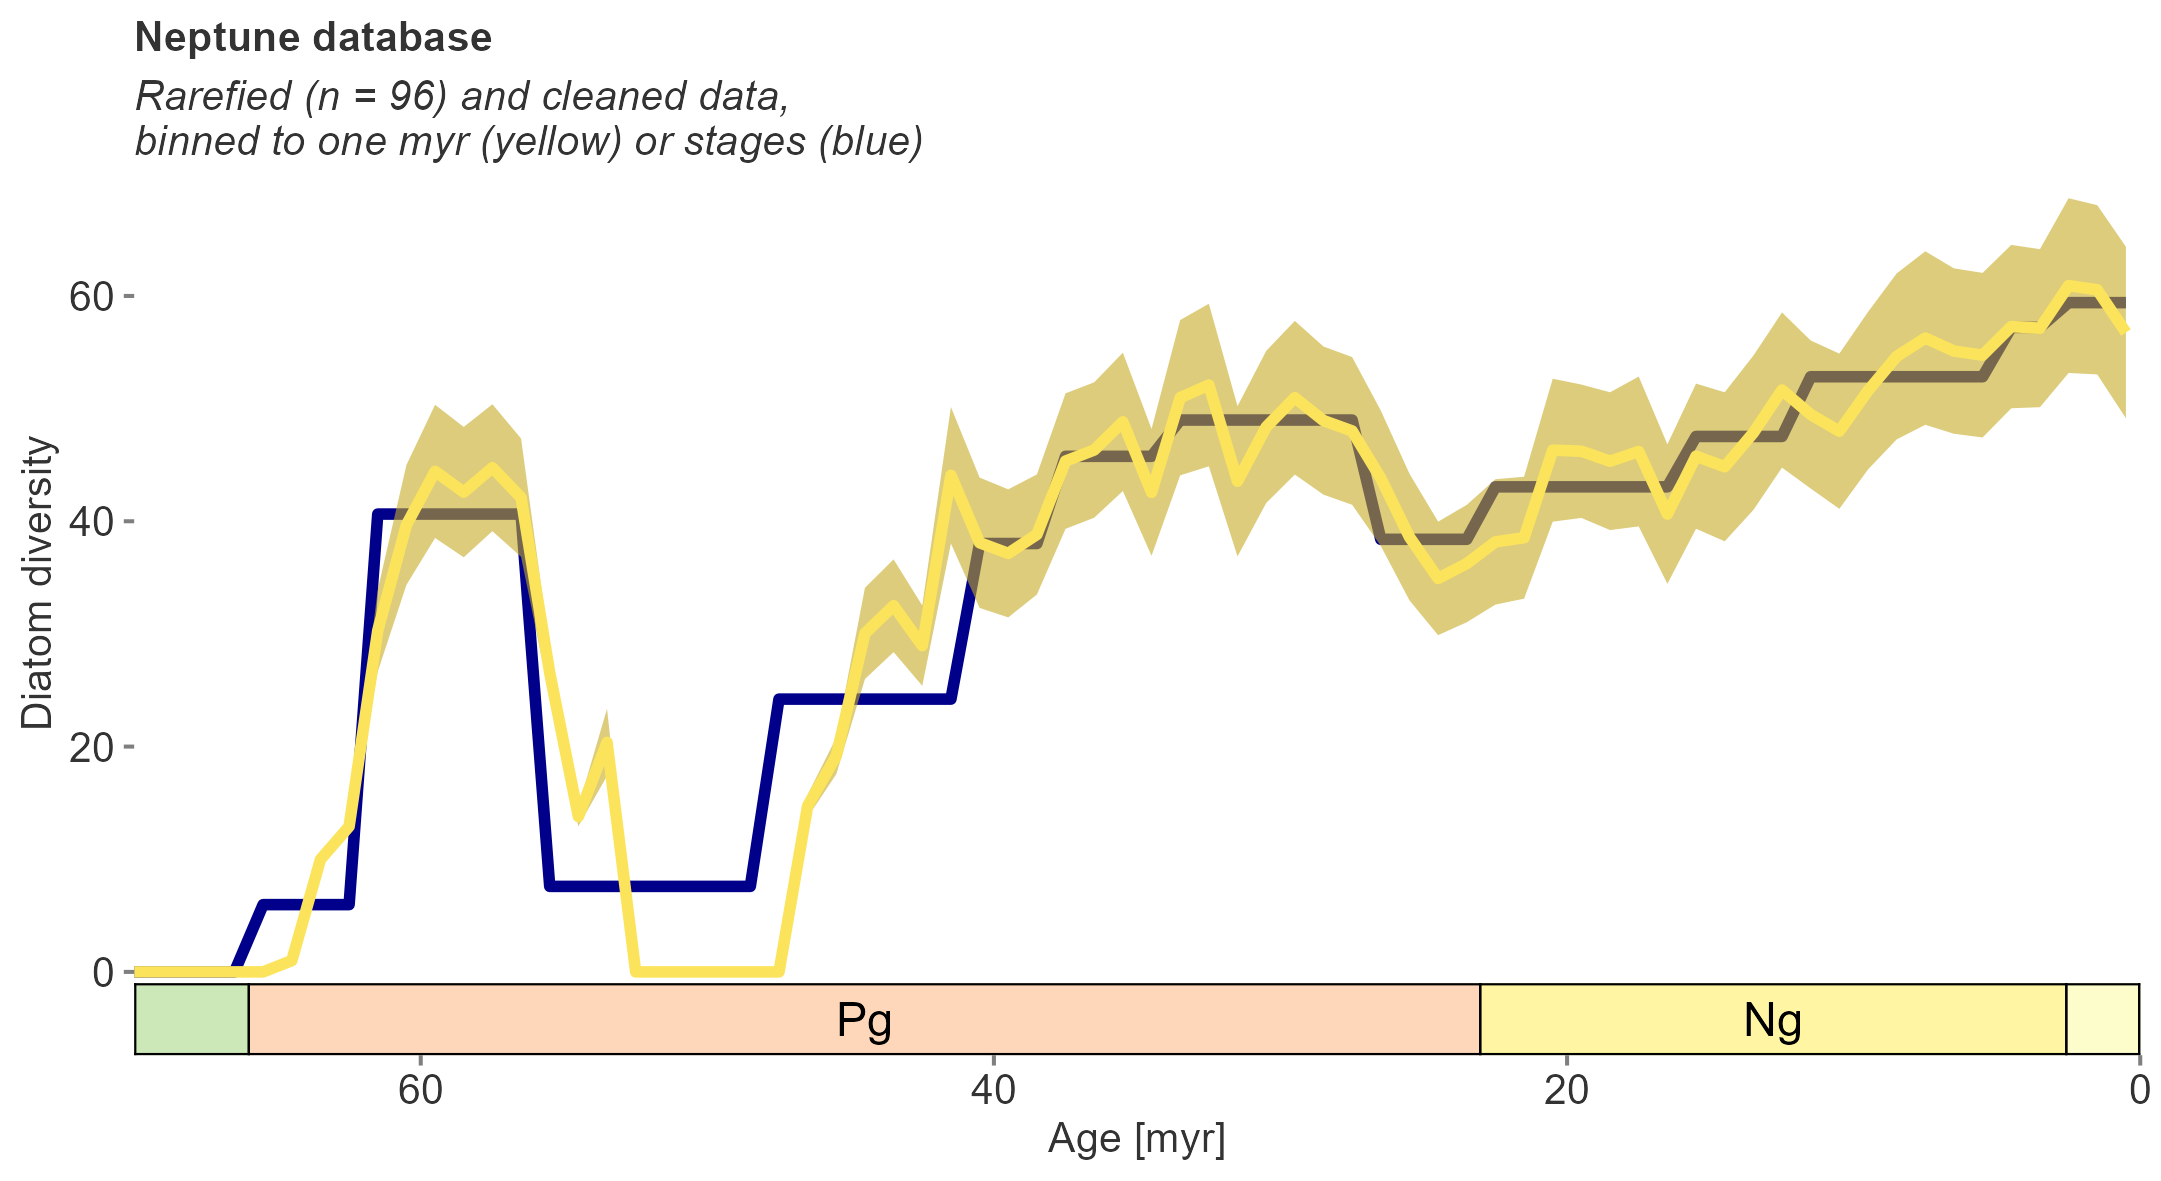 Neptune database
Rarefied (n = 96) and cleaned data,
binned to one myr (yellow) or stages (blue)
Diatom diversity
60
40
20
0
Pg
Ng
60
40
20
0
Age [myr]